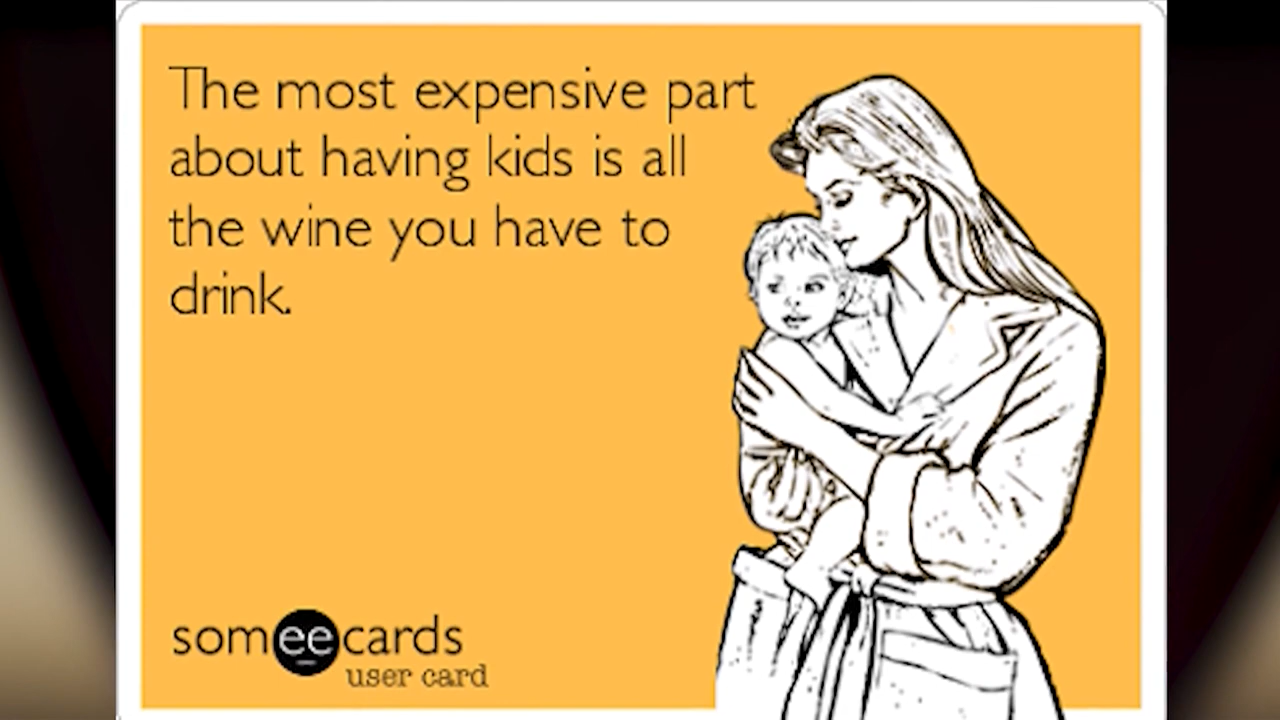 The most expensive part
about having kids is all
the wine you have to
drink.
someecards
user card